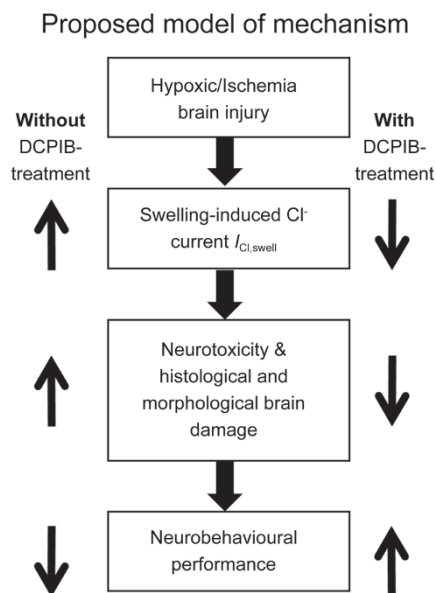 Proposed model of mechanism
Hypoxic/Ischemia
brain injury
Without
DCPIB-
treatment
With
DCPIB-
treatment
Swelling-induced Cl⁻
current I Cl,swell
Neurotoxicity &
histological and
morphological brain
damage
Neurobehavioural
performance